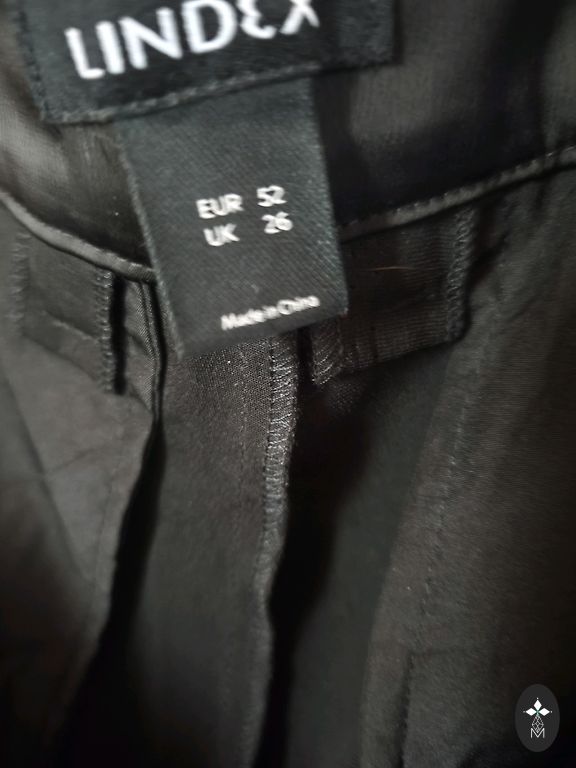 LINDEX
EUR 52
UK 26
Made in China
M